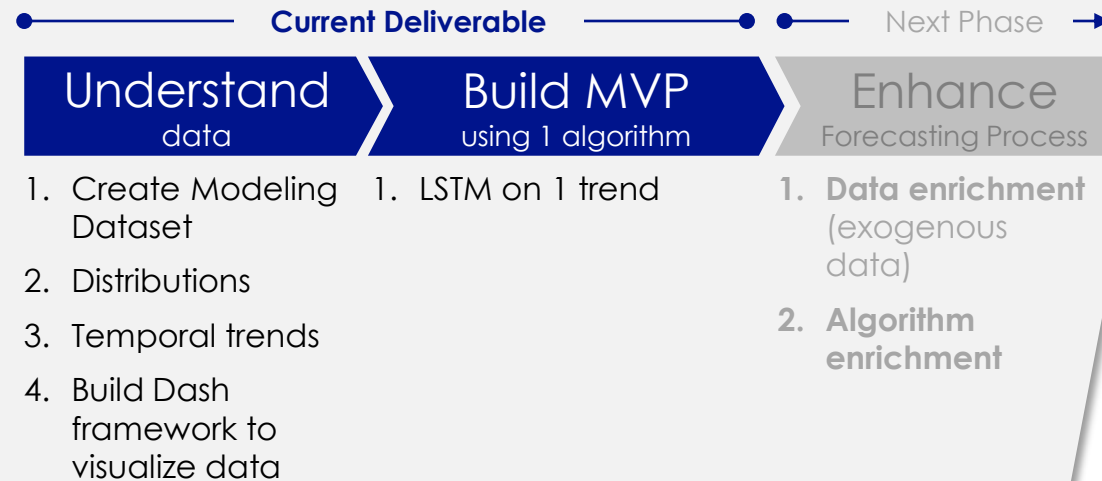 Current Deliverable
Next Phase
Understand
data
Build MVP
using 1 algorithm
Enhance
Forecasting Process
1. Create Modeling
Dataset
2. Distributions
3. Temporal trends
4. Build Dash
framework to
visualize data
1. LSTM on 1 trend
1. Data enrichment
(exogenous
data)
2. Algorithm
enrichment